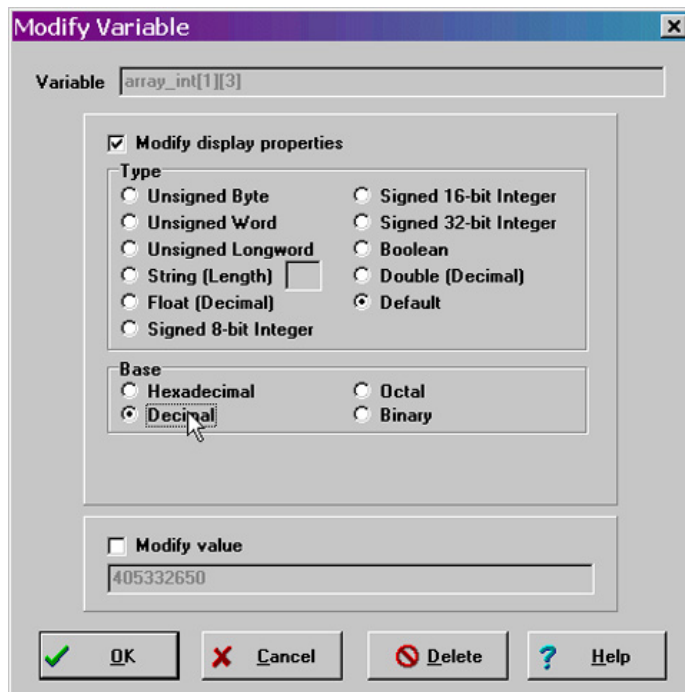 Modify Variable
Variable array_int[1][3]
Modify display properties
Type
Unsigned Byte Signed 16-bit Integer
Unsigned Word Signed 32-bit Integer
Unsigned Longword Boolean
String (Length) Double (Decimal)
Float (Decimal) Default
Signed 8-bit Integer
Base
Hexadecimal Octal
Decimal Binary
Modify value
405332650
OK Cancel Delete ? Help